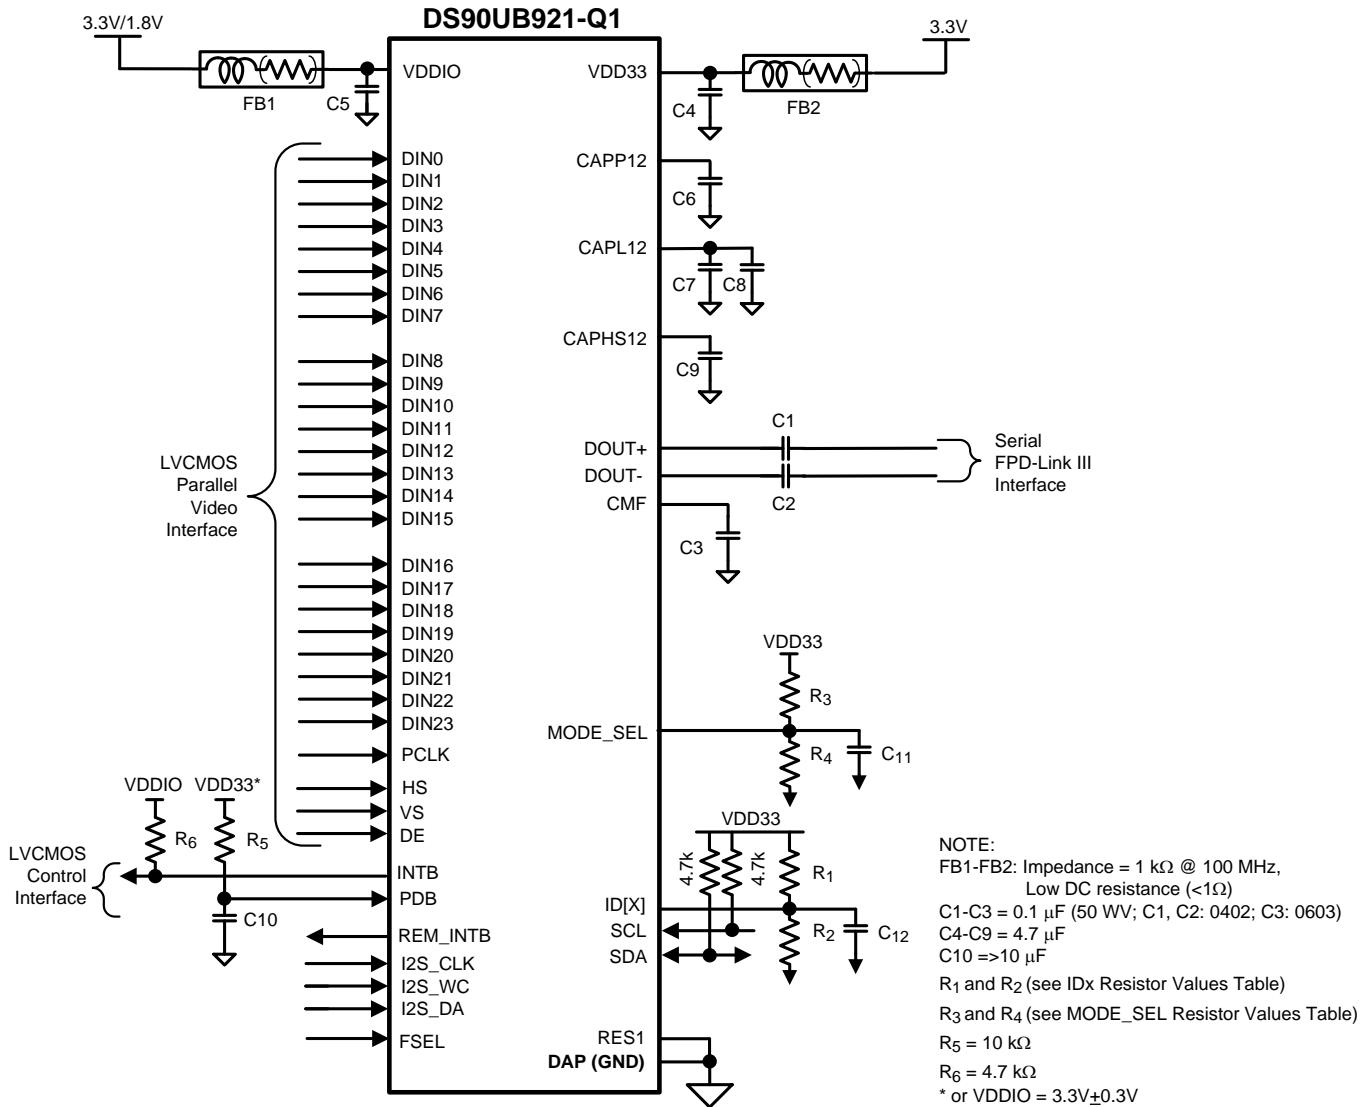 DS90UB921-Q1
3.3V/1.8V
3.3V
VDDIO
VDD33
FB1
C5
C4
FB2
DIN0
DIN1
DIN2
DIN3
DIN4
DIN5
DIN6
DIN7
DIN8
DIN9
DIN10
DIN11
DIN12
DIN13
DIN14
DIN15
DIN16
DIN17
DIN18
DIN19
DIN20
DIN21
DIN22
DIN23
PCLK
HS
VS
DE
LVCMOS
Parallel
Video
Interface
VDDIO
VDD33*
R6
R5
LVCMOS
Control
Interface
INTB
PDB
C10
REM_INTB
I2S_CLK
I2S_WC
I2S_DA
FSEL
CAPP12
C6
CAPL12
C7
C8
CAPHS12
C9
DOUT+
C1
DOUT-
C2
Serial
FPD-Link III
Interface
CMF
C3
VDD33
R3
MODE_SEL
R4
C11
VDD33
4.7k
4.7k
R1
ID[X]
SCL
R2
C12
SDA
RES1
DAP (GND)
NOTE:
FB1-FB2: Impedance = 1 kΩ @ 100 MHz,
Low DC resistance (<1Ω)
C1-C3 = 0.1 μF (50 WV; C1, C2: 0402; C3: 0603)
C4-C9 = 4.7 μF
C10 =>10 μF
R1 and R2 (see IDx Resistor Values Table)
R3 and R4 (see MODE_SEL Resistor Values Table)
R5 = 10 kΩ
R6 = 4.7 kΩ
* or VDDIO = 3.3V±0.3V